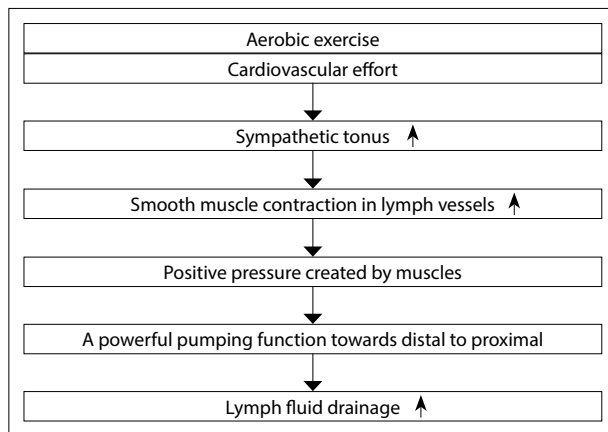 Aerobic exercise
Cardiovascular effort
Sympathetic tonus
Smooth muscle contraction in lymph vessels
Positive pressure created by muscles
A powerful pumping function towards distal to proximal
Lymph fluid drainage